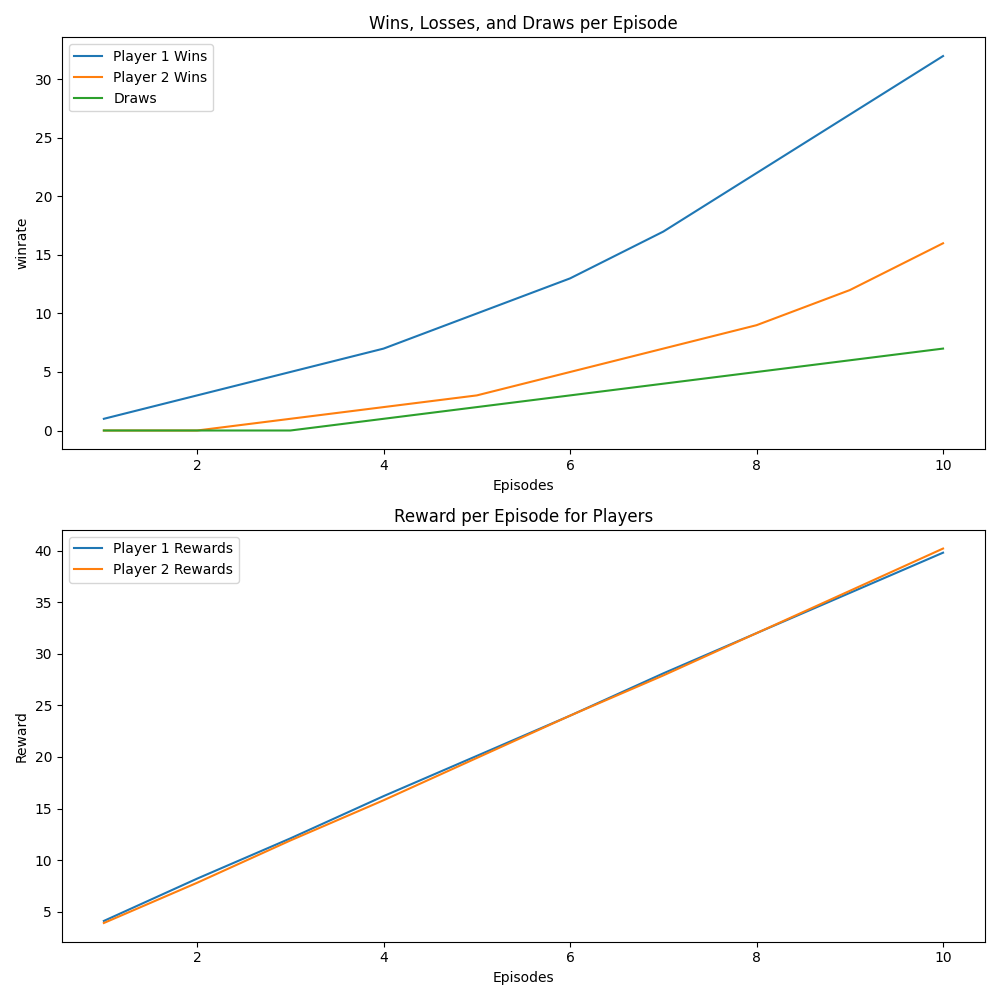 Wins, Losses, and Draws per Episode
Player 1 Wins
Player 2 Wins
Draws
30
25
20
15
10
5
0
winrate
2 4 6 8 10
Episodes
Reward per Episode for Players
Player 1 Rewards
Player 2 Rewards
40
35
30
25
20
15
10
5
Reward
2 4 6 8 10
Episodes